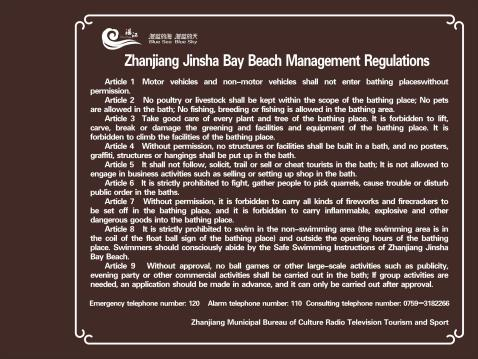 湛江 湛蓝的海 湛蓝的天
Blue Sea Blue Sky
Zhanjiang Jinsha Bay Beach Management Regulations
Article 1 Motor vehicles and non-motor vehicles shall not enter bathing placeswithout
permission.
Article 2 No poultry or livestock shall be kept within the scope of the bathing place; No pets
are allowed in the bath; No fishing, breeding or fishing is allowed in the bathing area.
Article 3 Take good care of every plant and tree of the bathing place. It is forbidden to lift,
carve, break or damage the greening and facilities and equipment of the bathing place. It is
forbidden to climb the facilities of the bathing place.
Article 4 Without permission, no structures or facilities shall be built in a bath, and no posters,
graffiti, structures or hangings shall be put up in the bath.
Article 5 It shall not follow, solicit, trail or sell or cheat tourists in the bath; It is not allowed to
engage in business activities such as selling or setting up shop in the bath.
Article 6 It is strictly prohibited to fight, gather people to pick quarrels, cause trouble or disturb
public order in the baths.
Article 7 Without permission, it is forbidden to carry all kinds of fireworks and firecrackers to
be set off in the bathing place, and it is forbidden to carry inflammable, explosive and other
dangerous goods into the bathing place.
Article 8 It is strictly prohibited to swim in the non-swimming area (the swimming area is in
the coil of the float ball sign of the bathing place) and outside the opening hours of the bathing
place. Swimmers should consciously abide by the Safe Swimming Instructions of Zhanjiang Jinsha
Bay Beach.
Article 9 Without approval, no ball games or other large-scale activities such as publicity,
evening party or other commercial activities shall be carried out in the bath; If group activities are
needed, an application should be made in advance, and it can only be carried out after approval.
Emergency telephone number: 120 Alarm telephone number: 110 Consulting telephone number: 0759-3182266
Zhanjiang Municipal Bureau of Culture Radio Television Tourism and Sport